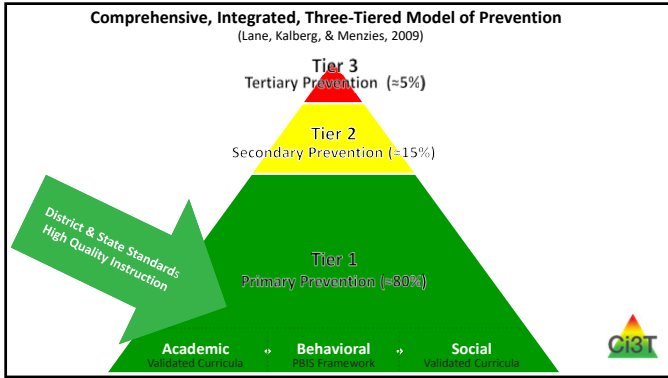 Comprehensive, Integrated, Three-Tiered Model of Prevention
(Lane, Kalberg, & Menzies, 2009)
Tier 3
Tertiary Prevention (≈5%)
Tier 2
Secondary Prevention (≈15%)
District & State Standards
High Quality Instruction
Tier 1
Primary Prevention (≈80%)
Academic ↔ Behavioral ↔ Social
Validated Curricula PBIS Framework Validated Curricula
Ci3T